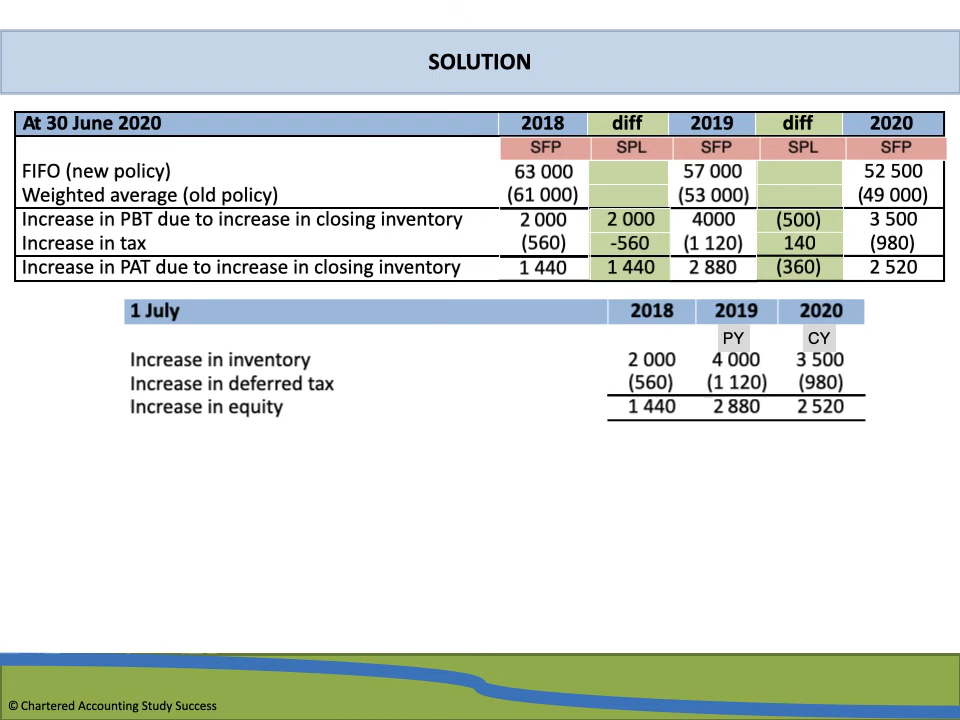 SOLUTION
At 30 June 2020 2018 diff 2019 diff 2020
SFP SPL SFP SPL SFP
FIFO (new policy) 63 000 57 000 52 500
Weighted average (old policy) (61 000) (53 000) (49 000)
Increase in PBT due to increase in closing inventory 2 000 2 000 4000 (500) 3 500
Increase in tax (560) -560 (1 120) 140 (980)
Increase in PAT due to increase in closing inventory 1 440 1 440 2 880 (360) 2 520
1 July 2018 2019 2020
PY CY
Increase in inventory 2 000 4 000 3 500
Increase in deferred tax (560) (1 120) (980)
Increase in equity 1 440 2 880 2 520
© Chartered Accounting Study Success